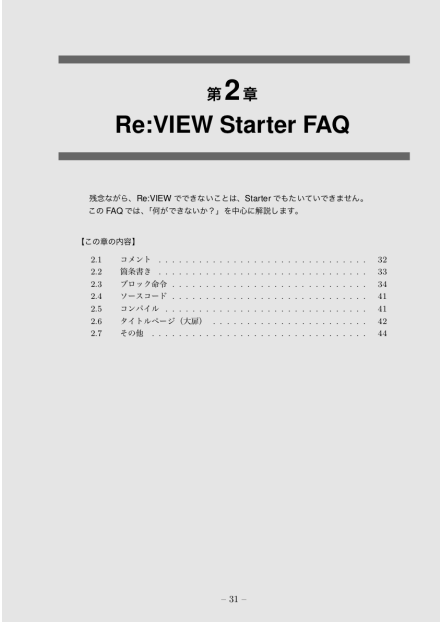 第2章
Re:VIEW Starter FAQ
残念ながら、Re:VIEW でできないことは、Starter でもたいていできません。
この FAQ では、「何ができないか？」を中心に解説します。
【この章の内容】
2.1 コメント . . . . . . . . . . . . . . . . . . . . . . . . . . . . . . . 32
2.2 箇条書き . . . . . . . . . . . . . . . . . . . . . . . . . . . . . . . 33
2.3 ブロック命令 . . . . . . . . . . . . . . . . . . . . . . . . . . . . . 34
2.4 ソースコード . . . . . . . . . . . . . . . . . . . . . . . . . . . . . 41
2.5 コンパイル . . . . . . . . . . . . . . . . . . . . . . . . . . . . . . 41
2.6 タイトルページ（大扉） . . . . . . . . . . . . . . . . . . . . . . . 42
2.7 その他 . . . . . . . . . . . . . . . . . . . . . . . . . . . . . . . . 44
– 31 –